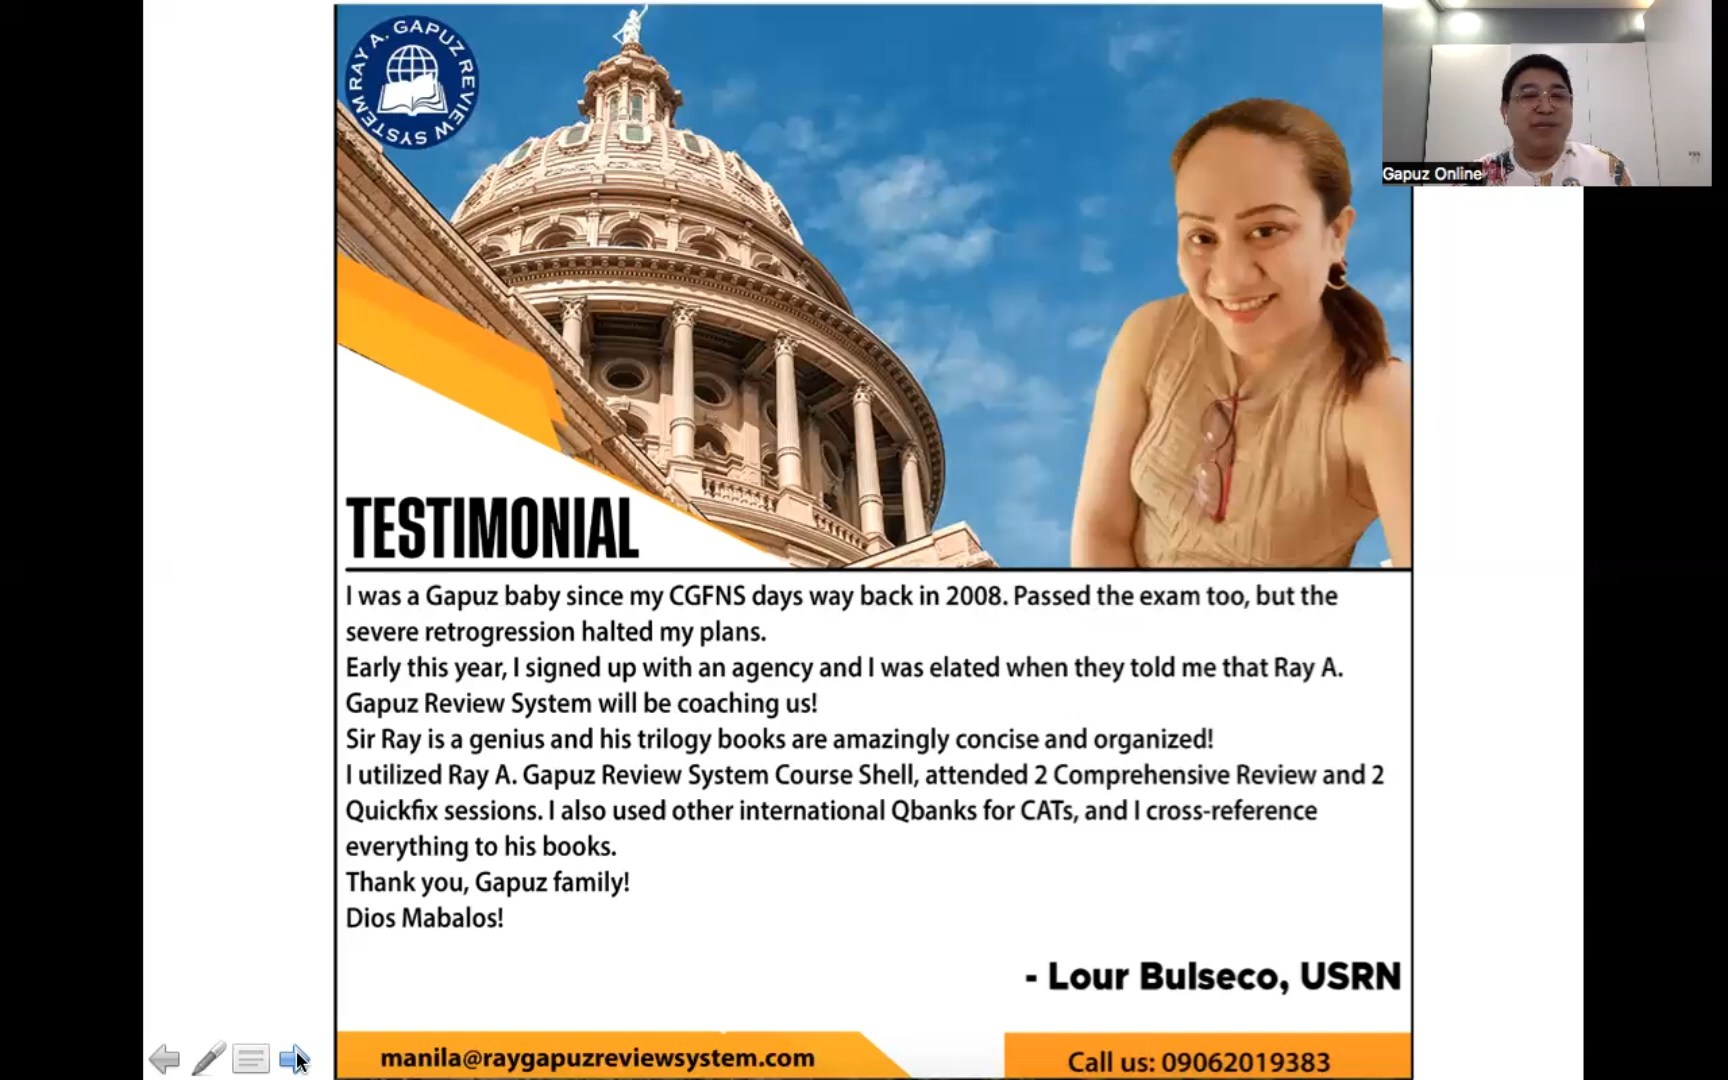 RAY A. GAPUZ REVIEW SYSTEM
Gapuz Online
TESTIMONIAL
I was a Gapuz baby since my CGFNS days way back in 2008. Passed the exam too, but the
severe retrogression halted my plans.
Early this year, I signed up with an agency and I was elated when they told me that Ray A.
Gapuz Review System will be coaching us!
Sir Ray is a genius and his trilogy books are amazingly concise and organized!
I utilized Ray A. Gapuz Review System Course Shell, attended 2 Comprehensive Review and 2
Quickfix sessions. I also used other international Qbanks for CATs, and I cross-reference
everything to his books.
Thank you, Gapuz family!
Dios Mabalos!
- Lour Bulseco, USRN
manila@raygapuzreviewsystem.com
Call us: 09062019383